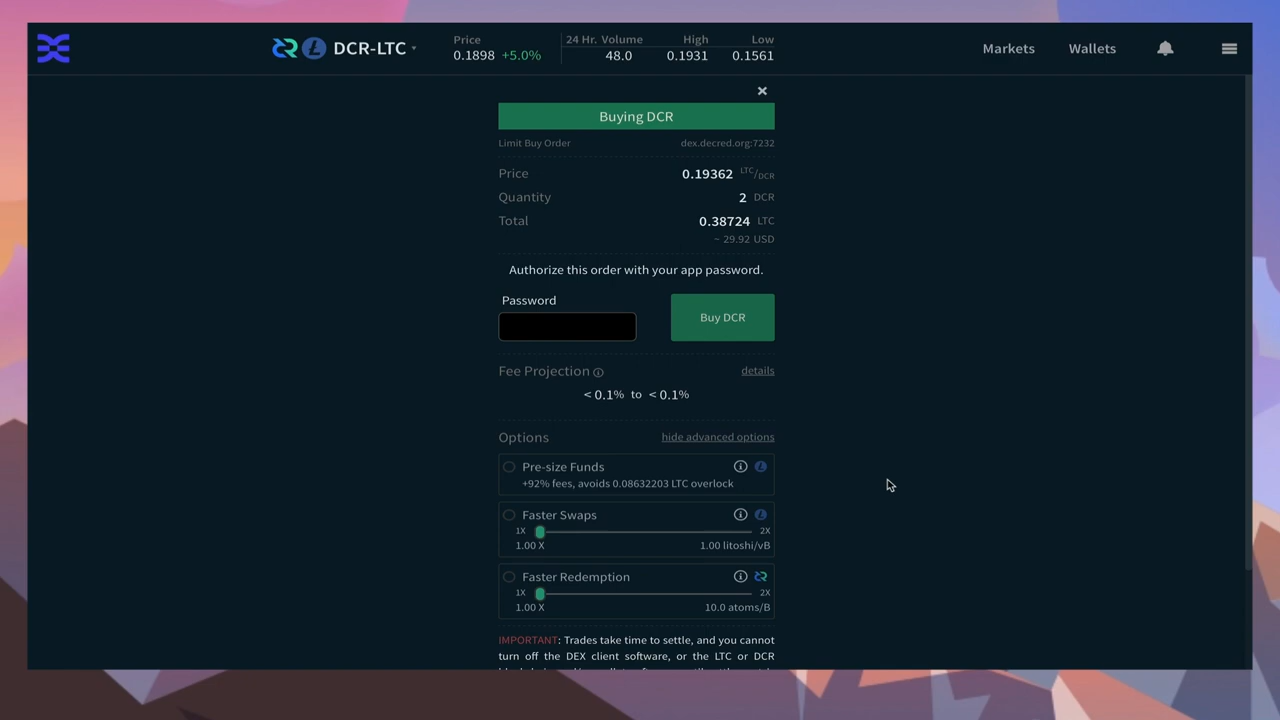 DCR-LTC
Price
0.1898 +5.0%
24 Hr. Volume
48.0
High
0.1931
Low
0.1561
Markets
Wallets
×
Buying DCR
Limit Buy Order dex.decred.org:7232
Price 0.19362 LTC/DCR
Quantity 2 DCR
Total 0.38724 LTC
~ 29.92 USD
Authorize this order with your app password.
Password
Buy DCR
Fee Projection details
< 0.1% to < 0.1%
Options hide advanced options
Pre-size Funds
+92% fees, avoids 0.08632203 LTC overlock
Faster Swaps
1X 2X
1.00 X 1.00 litoshi/vB
Faster Redemption
1X 2X
1.00 X 10.0 atoms/B
IMPORTANT: Trades take time to settle, and you cannot
turn off the DEX client software, or the LTC or DCR